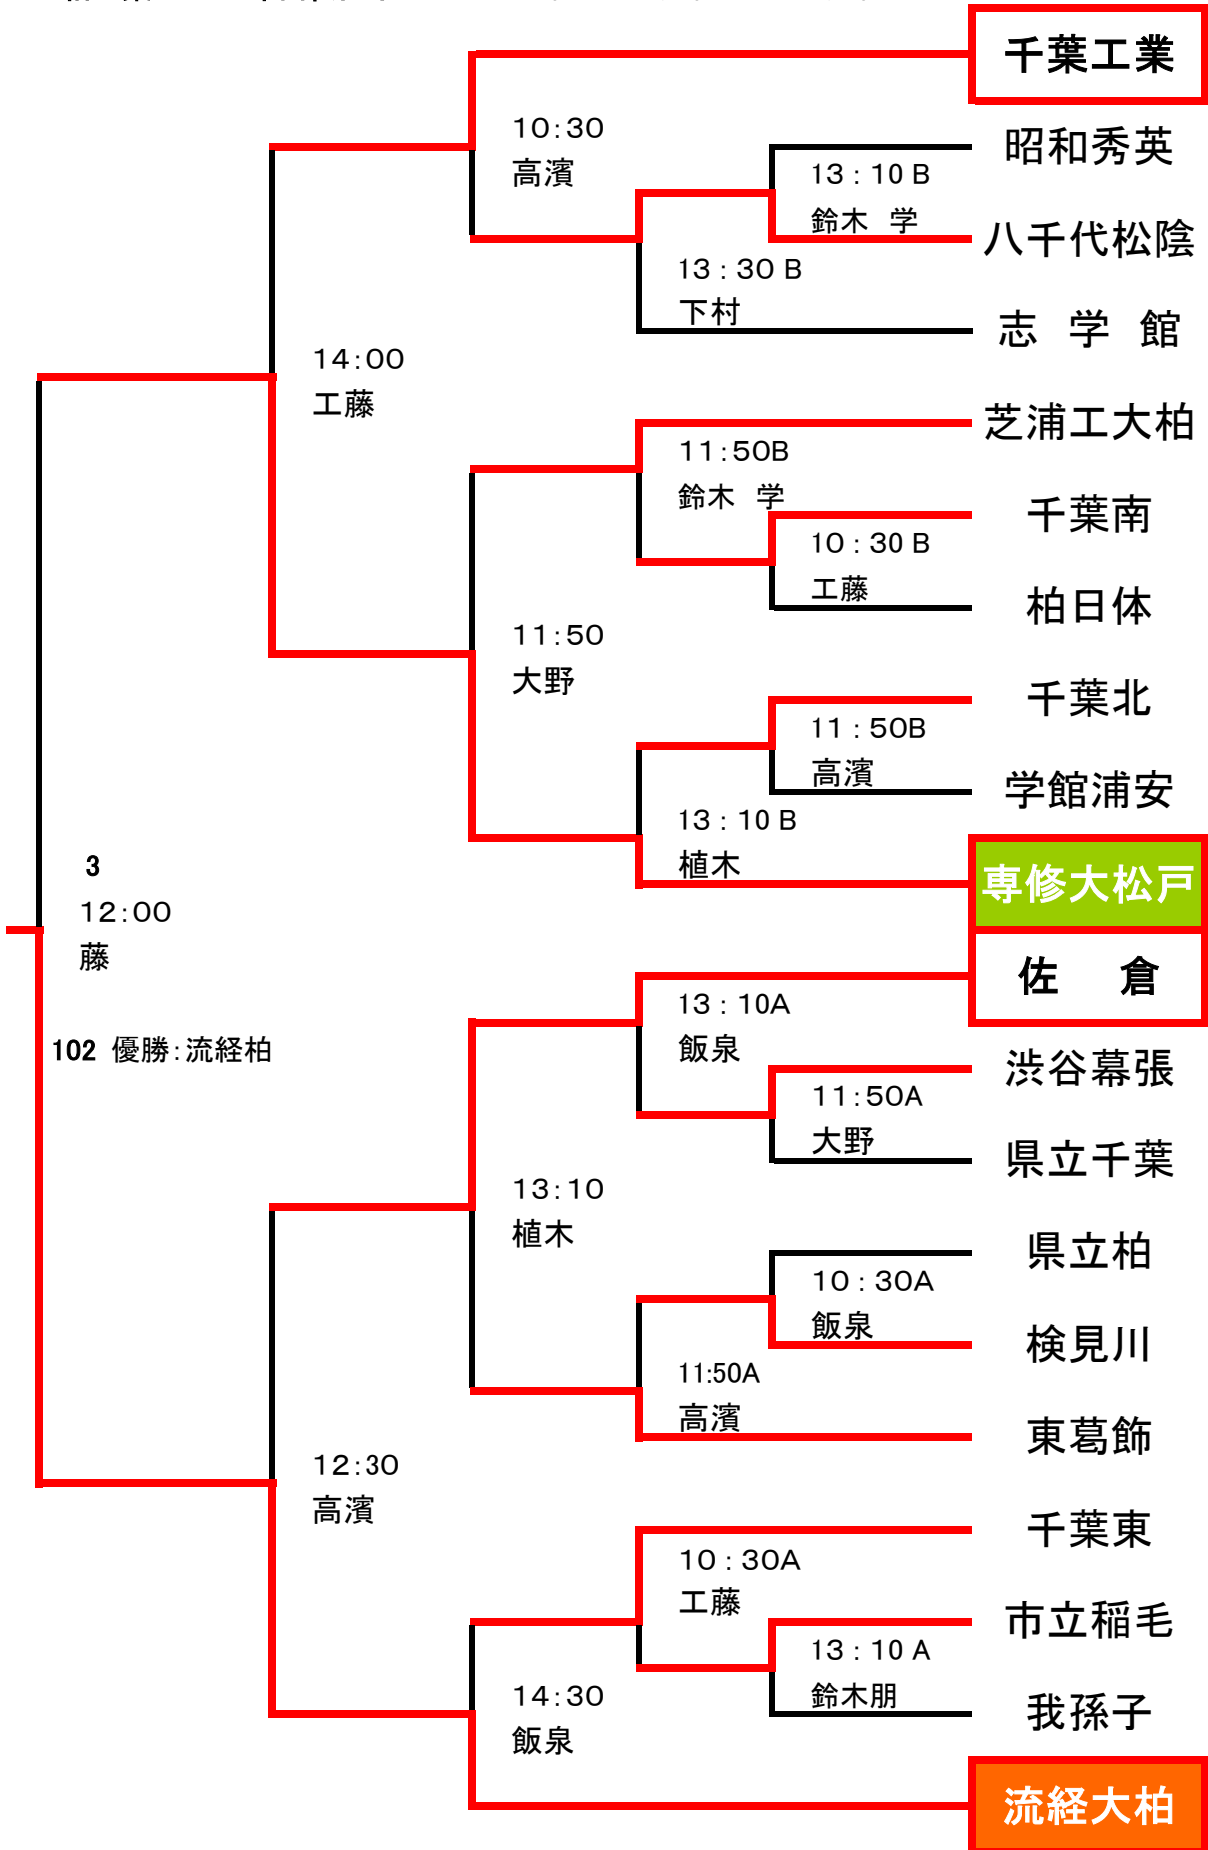 千葉工業
10:30
高濱
昭和秀英
13:10 B
鈴木 学
八千代松陰
13:30 B
下村
志 学 館
14:00
工藤
芝浦工大柏
11:50B
鈴木 学
千葉南
10:30 B
工藤
柏日体
11:50
大野
千葉北
11:50B
高濱
学館浦安
13:10 B
植木
専修大松戸
3
12:00
藤
佐 倉
13:10A
飯泉
102 優勝:流経柏
渋谷幕張
11:50A
大野
県立千葉
13:10
植木
県立柏
10:30A
飯泉
検見川
11:50A
高濱
東葛飾
12:30
高濱
千葉東
10:30A
工藤
市立稲毛
13:10 A
鈴木朋
14:30
飯泉
我孫子
流経大柏